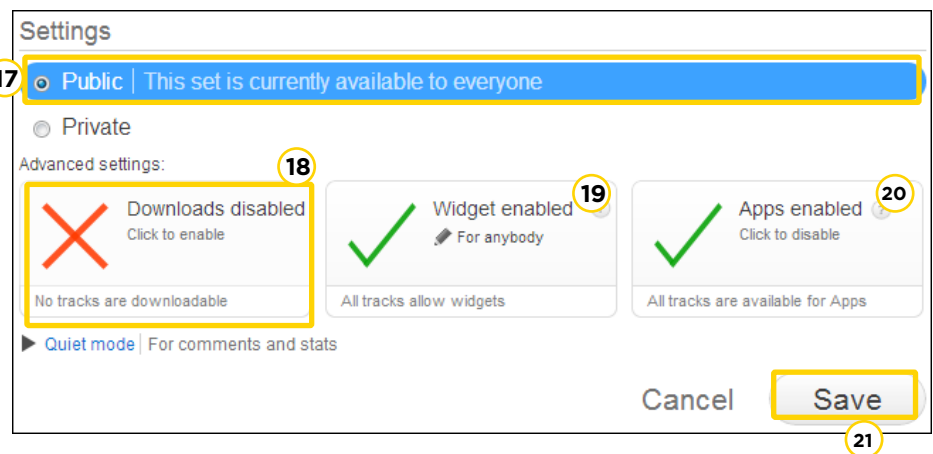 Settings
17
Public | This set is currently available to everyone
Private
Advanced settings:
18
19
20
Downloads disabled
Click to enable
No tracks are downloadable
Widget enabled
For anybody
All tracks allow widgets
Apps enabled ?
Click to disable
All tracks are available for Apps
Quiet mode | For comments and stats
Cancel
Save
21